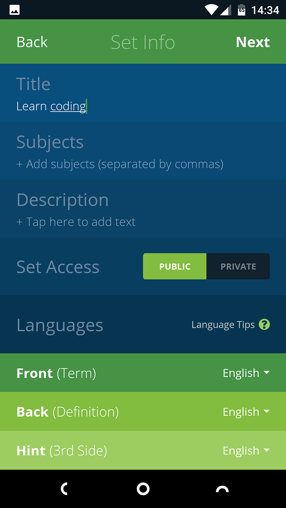 14:34
Back Set Info Next
Title
Learn coding
Subjects
+ Add subjects (separated by commas)
Description
+ Tap here to add text
Set Access PUBLIC PRIVATE
Languages Language Tips ?
Front (Term) English
Back (Definition) English
Hint (3rd Side) English